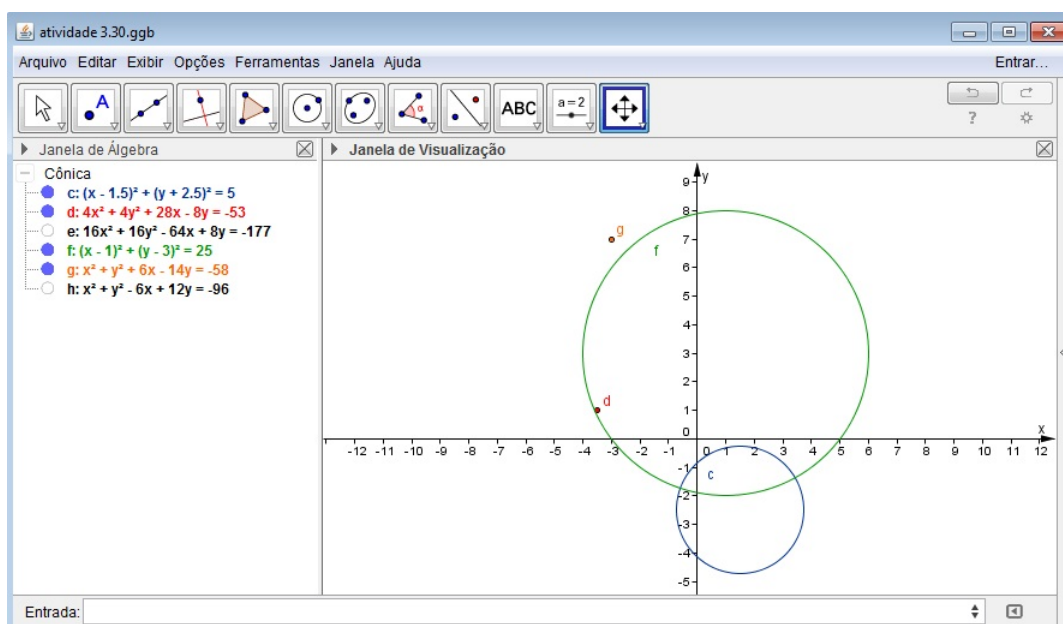 atividade 3.30.ggb
Arquivo Editar Exibir Opções Ferramentas Janela Ajuda Entrar...
A α ABC a = 2 ?
Janela de Álgebra
Cônica
c: (x - 1.5)² + (y + 2.5)² = 5
d: 4x² + 4y² + 28x - 8y = -53
e: 16x² + 16y² - 64x + 8y = -177
f: (x - 1)² + (y - 3)² = 25
g: x² + y² + 6x - 14y = -58
h: x² + y² - 6x + 12y = -96
Janela de Visualização
y
9
8
g
7
f
6
5
4
3
2
d
1
0
x
-12 -11 -10 -9 -8 -7 -6 -5 -4 -3 -2 -1 0 1 2 3 4 5 6 7 8 9 10 11 12
-1
c
-2
-3
-4
-5
Entrada: